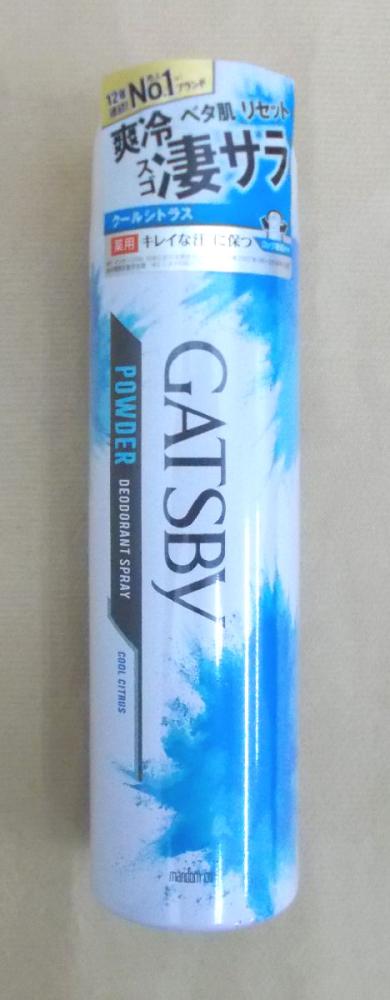 12年
連続!
No.1
ブランド
ベタ肌 リセット
爽冷
スゴ
凄サラ
クールシトラス
薬用 キレイな汗に保つ
GATSBY
POWDER DEODORANT SPRAY
COOL CITRUS
mandom